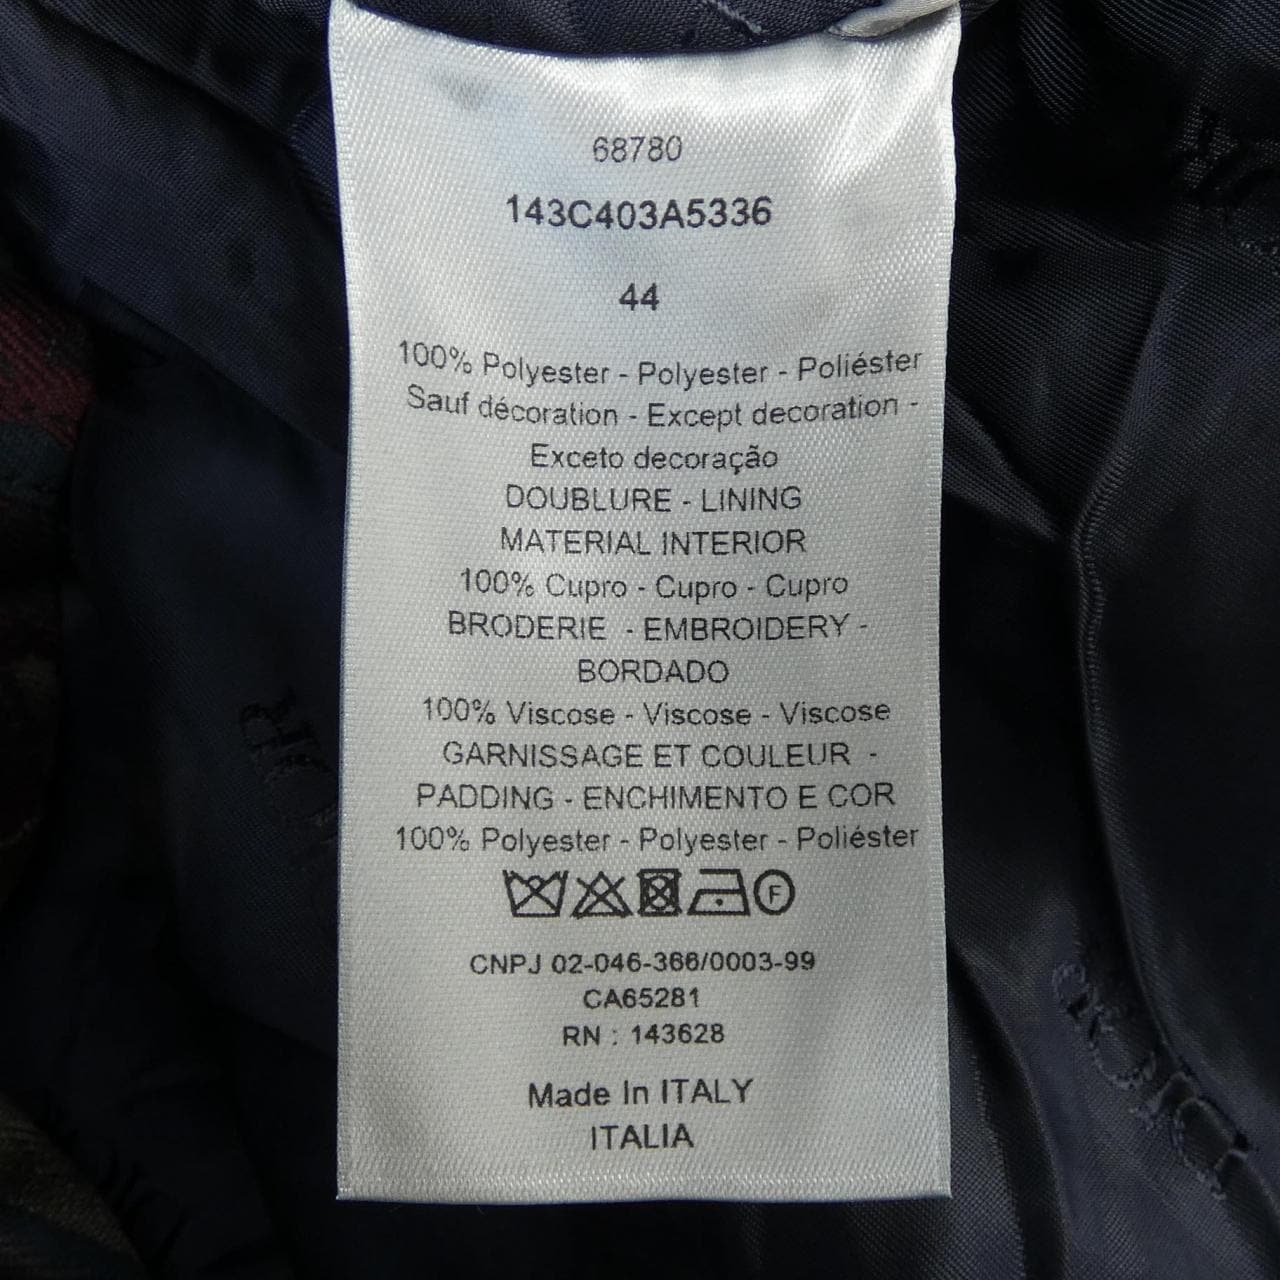 68780
143C403A5336
44
100% Polyester - Polyester - Poliéster
Sauf décoration - Except decoration -
Exceto decoração
DOUBLURE - LINING
MATERIAL INTERIOR
100% Cupro - Cupro - Cupro
BRODERIE - EMBROIDERY -
BORDADO
100% Viscose - Viscose - Viscose
GARNISSAGE ET COULEUR -
PADDING - ENCHIMENTO E COR
100% Polyester - Polyester - Poliéster
F
CNPJ 02-046-366/0003-99
CA65281
RN : 143628
Made In ITALY
ITALIA
DIOR